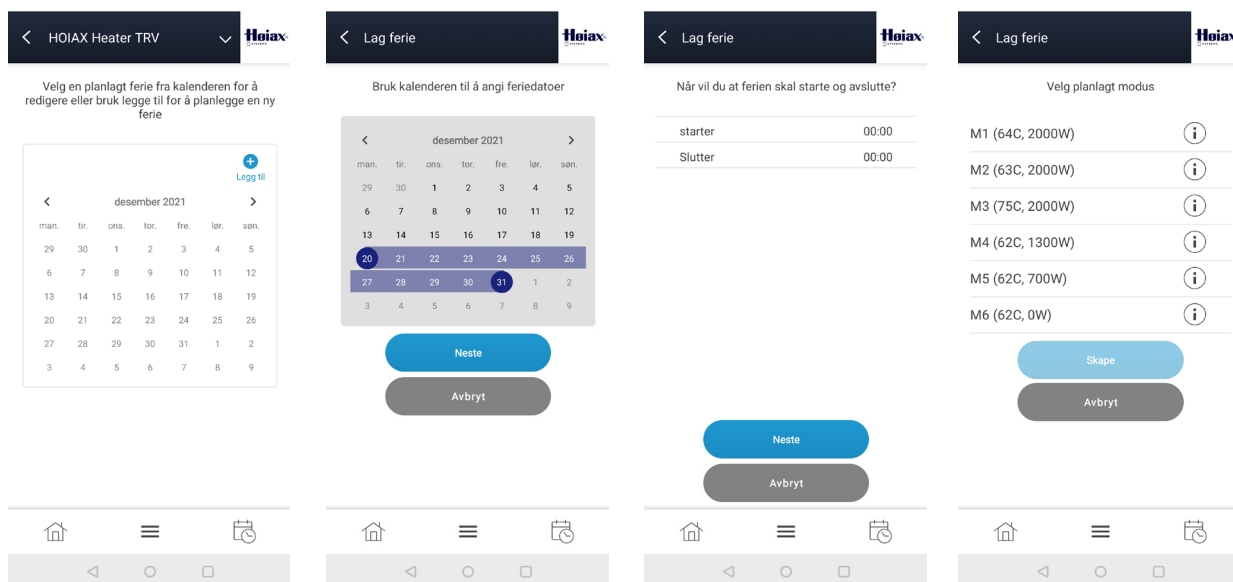 HOIAX Heater TRV
Høiax
SYSTEMS
Velg en planlagt ferie fra kalenderen for å
redigere eller bruk legge til for å planlegge en ny
ferie
Legg til
desember 2021
man. tir. ons. tor. fre. lør. søn.
29 30 1 2 3 4 5
6 7 8 9 10 11 12
13 14 15 16 17 18 19
20 21 22 23 24 25 26
27 28 29 30 31 1 2
3 4 5 6 7 8 9
Lag ferie
Høiax
SYSTEMS
Bruk kalenderen til å angi feriedatoer
desember 2021
man. tir. ons. tor. fre. lør. søn.
29 30 1 2 3 4 5
6 7 8 9 10 11 12
13 14 15 16 17 18 19
20 21 22 23 24 25 26
27 28 29 30 31 1 2
3 4 5 6 7 8 9
Neste
Avbryt
Lag ferie
Høiax
SYSTEMS
Når vil du at ferien skal starte og avslutte?
starter 00:00
Slutter 00:00
Neste
Avbryt
Lag ferie
Høiax
SYSTEMS
Velg planlagt modus
M1 (64C, 2000W)
M2 (63C, 2000W)
M3 (75C, 2000W)
M4 (62C, 1300W)
M5 (62C, 700W)
M6 (62C, 0W)
Skape
Avbryt